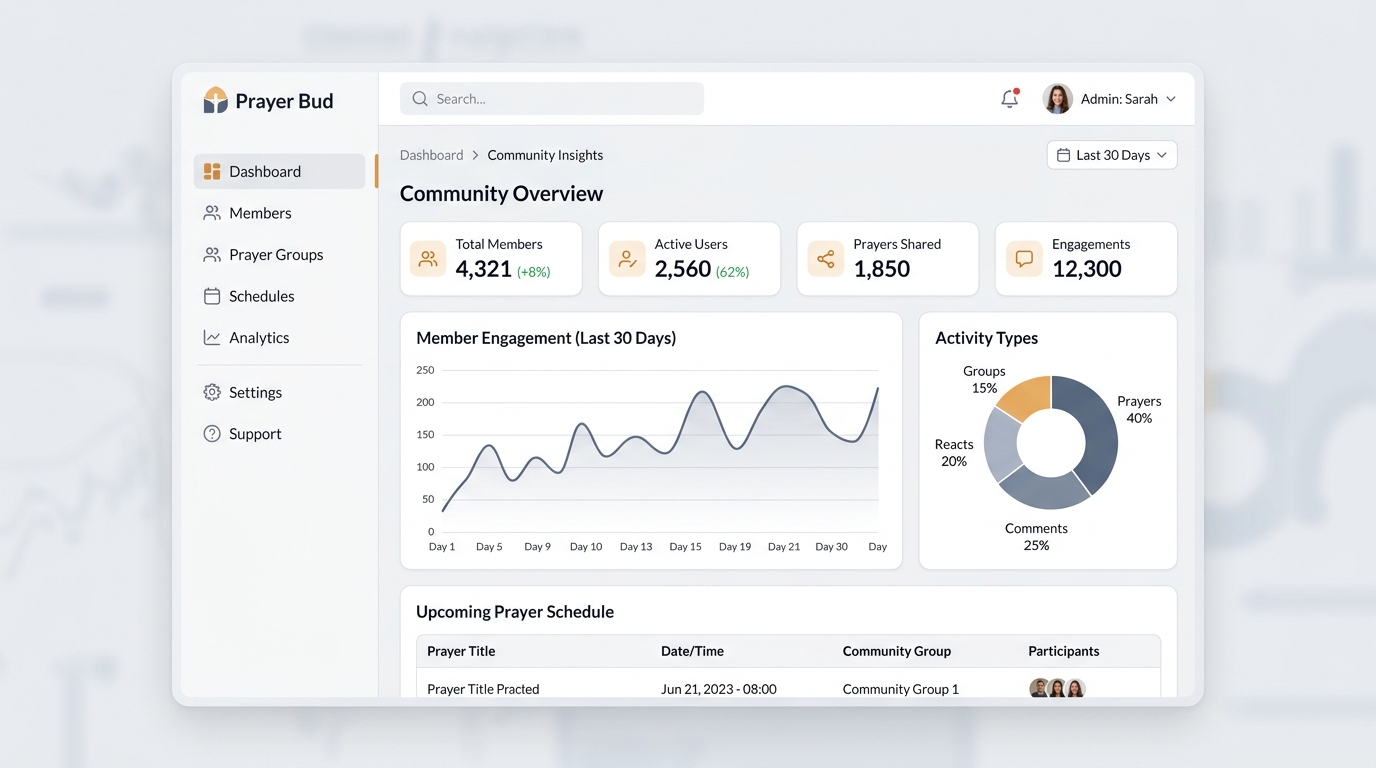 Prayer Bud
Search...
Admin: Sarah
Dashboard
Members
Prayer Groups
Schedules
Analytics
Settings
Support
Dashboard > Community Insights
Last 30 Days
Community Overview
Total Members
4,321 (+8%)
Active Users
2,560 (62%)
Prayers Shared
1,850
Engagements
12,300
Member Engagement (Last 30 Days)
250
200
150
100
50
0
Day 1 Day 5 Day 9 Day 10 Day 13 Day 15 Day 19 Day 21 Day 30 Day
Activity Types
Groups
15%
Prayers
40%
Reacts
20%
Comments
25%
Upcoming Prayer Schedule
Prayer Title Date/Time Community Group Participants
Prayer Title Practed Jun 21, 2023 - 08:00 Community Group 1